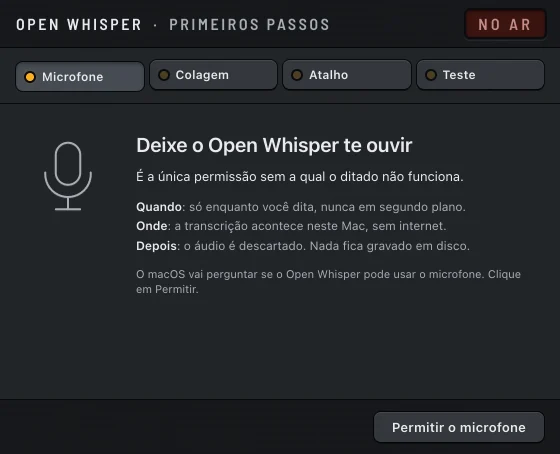 OPEN WHISPER · PRIMEIROS PASSOS
NO AR
Microfone
Colagem
Atalho
Teste
Deixe o Open Whisper te ouvir
É a única permissão sem a qual o ditado não funciona.
Quando: só enquanto você dita, nunca em segundo plano.
Onde: a transcrição acontece neste Mac, sem internet.
Depois: o áudio é descartado. Nada fica gravado em disco.
O macOS vai perguntar se o Open Whisper pode usar o microfone. Clique
em Permitir.
Permitir o microfone